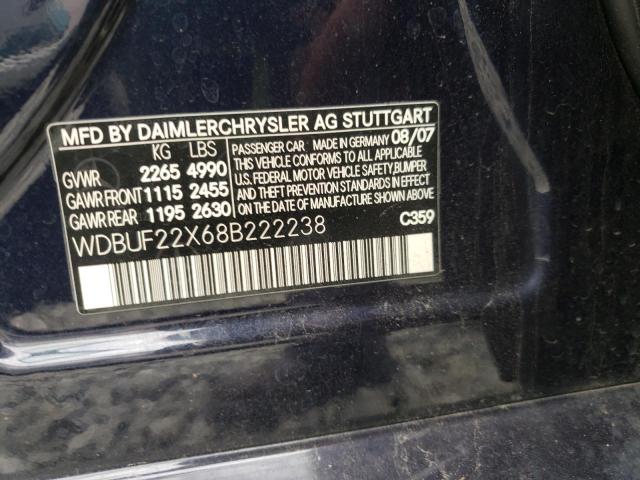 MFD BY DAIMLERCHRYSLER AG STUTTGART
KG LBS
GVWR 2265 4990
GAWR FRONT 1115 2455
GAWR REAR 1195 2630
PASSENGER CAR MADE IN GERMANY 08/07
THIS VEHICLE CONFORMS TO ALL APPLICABLE
U.S. FEDERAL MOTOR VEHICLE SAFETY, BUMPER
AND THEFT PREVENTION STANDARDS IN EFFECT
ON THE DATE OF MANUFACTURE SHOWN ABOVE.
WDBUF22X68B222238
C359